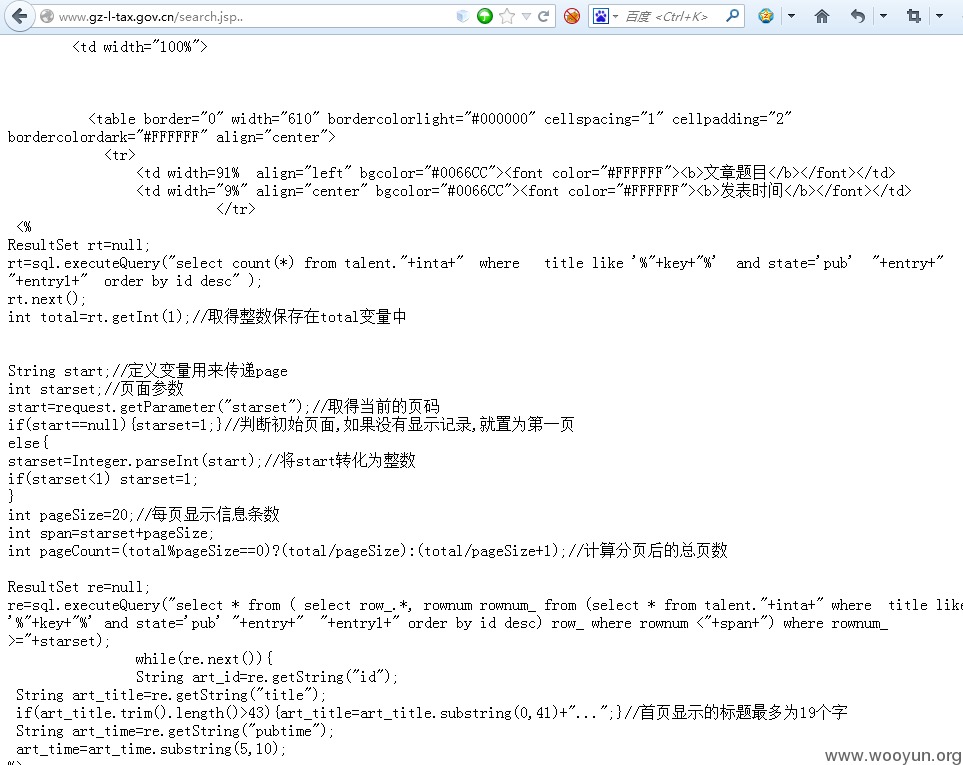 www.gz-l-tax.gov.cn/search.jsp..
百度 <Ctrl+K>
<td width="100%">
<table border="0" width="610" bordercolorlight="#000000" cellspacing="1" cellpadding="2"
bordercolordark="#FFFFFF" align="center">
<tr>
<td width=91%  align="left" bgcolor="#0066CC"><font color="#FFFFFF"><b>文章题目</b></font></td>
<td width="9%" align="center" bgcolor="#0066CC"><font color="#FFFFFF"><b>发表时间</b></font></td>
</tr>
<%
ResultSet rt=null;
rt=sql.executeQuery("select count(*) from talent."+inta+"  where   title like '%"+key+"%'  and state='pub'  "+entry+"
"+entry1+"  order by id desc" );
rt.next();
int total=rt.getInt(1);//取得整数保存在total变量中
String start;//定义变量用来传递page
int starset;//页面参数
start=request.getParameter("starset");//取得当前的页码
if(start==null){starset=1;}//判断初始页面,如果没有显示记录,就置为第一页
else{
starset=Integer.parseInt(start);//将start转化为整数
if(starset<1) starset=1;
}
int pageSize=20;//每页显示信息条数
int span=starset+pageSize;
int pageCount=(total%pageSize==0)?(total/pageSize):(total/pageSize+1);//计算分页后的总页数
ResultSet re=null;
re=sql.executeQuery("select * from ( select row_.*, rownum rownum_ from (select * from talent."+inta+" where  title like
'%"+key+"%' and state='pub' "+entry+"  "+entry1+" order by id desc) row_ where rownum <"+span+") where rownum_
>="+starset);
while(re.next()){
String art_id=re.getString("id");
String art_title=re.getString("title");
if(art_title.trim().length()>43){art_title=art_title.substring(0,41)+"...";}//首页显示的标题最多为19个字
String art_time=re.getString("pubtime");
art_time=art_time.substring(5,10);
%>
www.wooyun.org